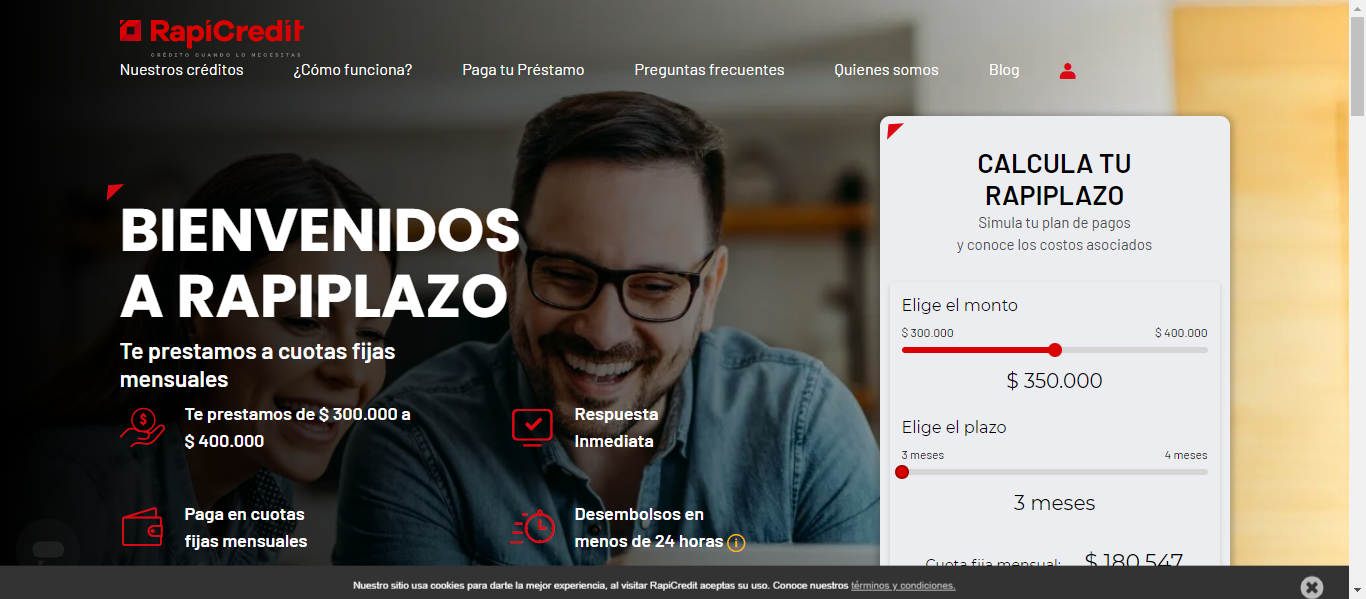 RapiCredit
CRÉDITO CUANDO LO NECESITAS
Nuestros créditos ¿Cómo funciona? Paga tu Préstamo Preguntas frecuentes Quienes somos Blog
BIENVENIDOS
A RAPIPLAZO
Te prestamos a cuotas fijas
mensuales
Te prestamos de $ 300.000 a
$ 400.000
Respuesta
Inmediata
Paga en cuotas
fijas mensuales
Desembolsos en
menos de 24 horas
CALCULA TU
RAPIPLAZO
Simula tu plan de pagos
y conoce los costos asociados
Elige el monto
$ 300.000 $ 400.000
$ 350.000
Elige el plazo
3 meses 4 meses
3 meses
Cuota fija mensual: $ 180.547
Nuestro sitio usa cookies para darte la mejor experiencia, al visitar RapiCredit aceptas su uso. Conoce nuestros términos y condiciones.